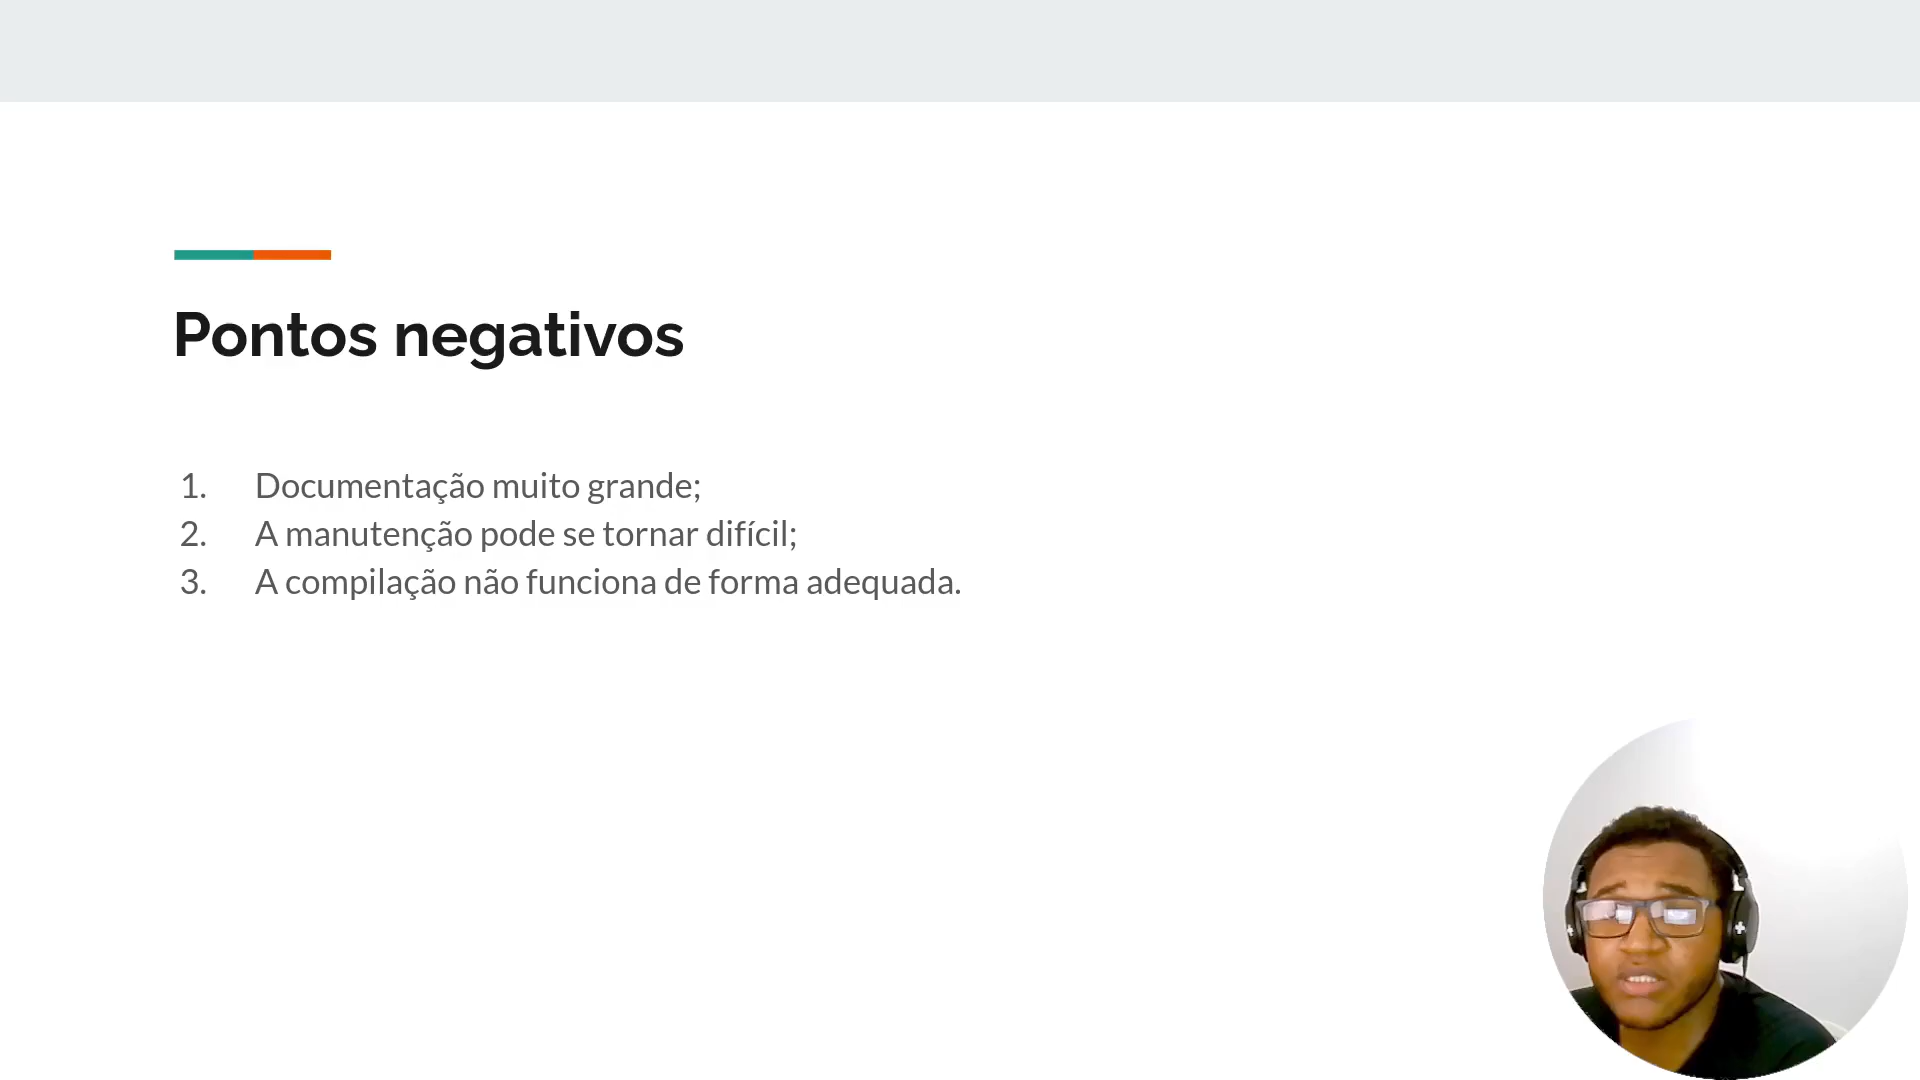 Pontos negativos
1. Documentação muito grande;
2. A manutenção pode se tornar difícil;
3. A compilação não funciona de forma adequada.